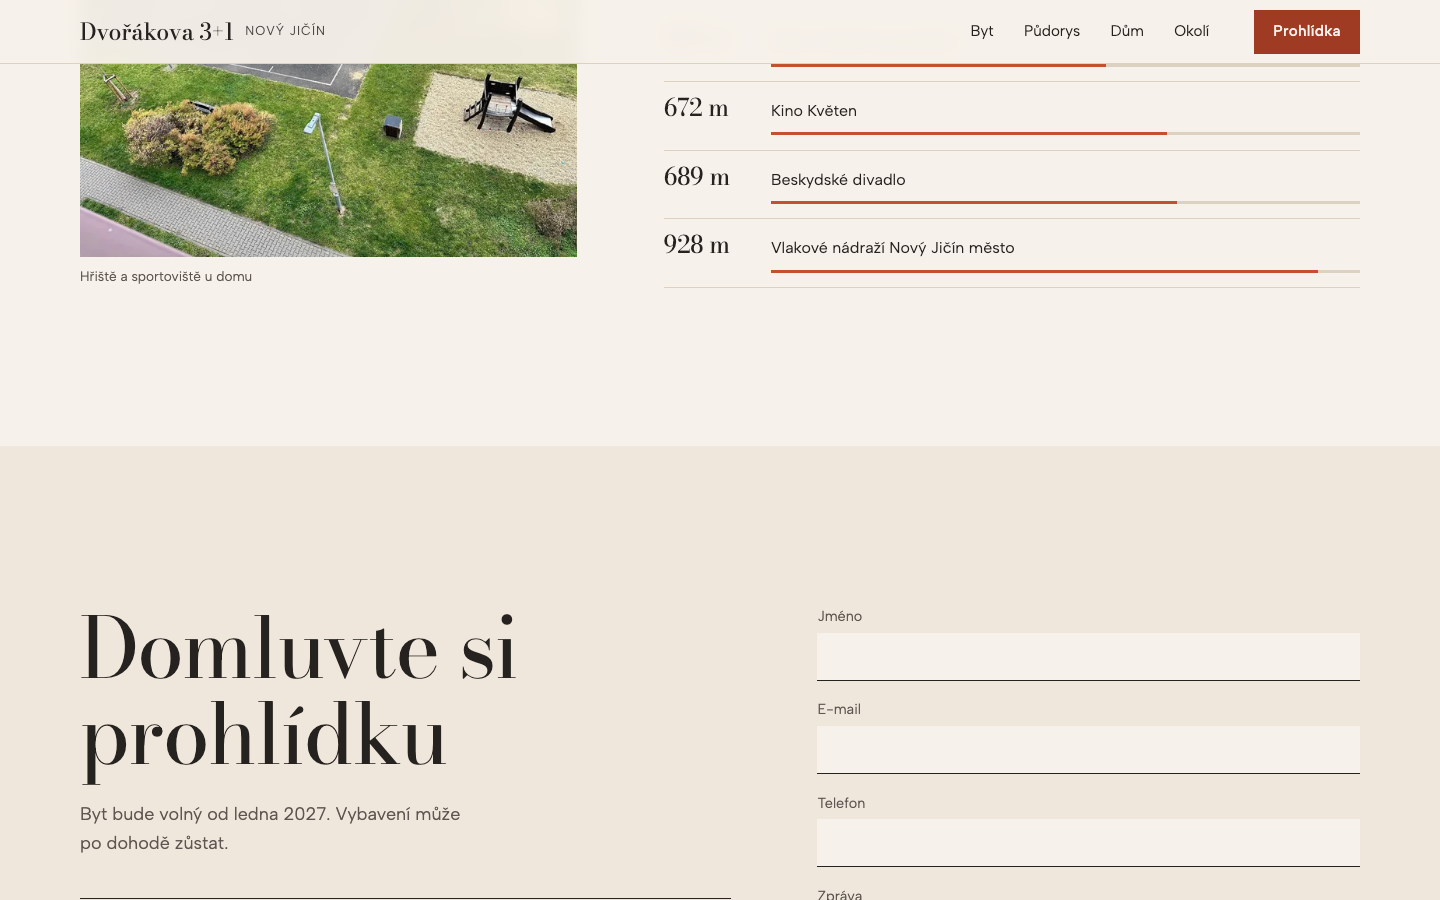 Dvořákova 3+1 NOVÝ JIČÍN
Byt Půdorys Dům Okolí Prohlídka
672 m Kino Květen
689 m Beskydské divadlo
928 m Vlakové nádraží Nový Jičín město
Hřiště a sportoviště u domu
Domluvte si
prohlídku
Byt bude volný od ledna 2027. Vybavení může
po dohodě zůstat.
Jméno
E-mail
Telefon
Zpráva